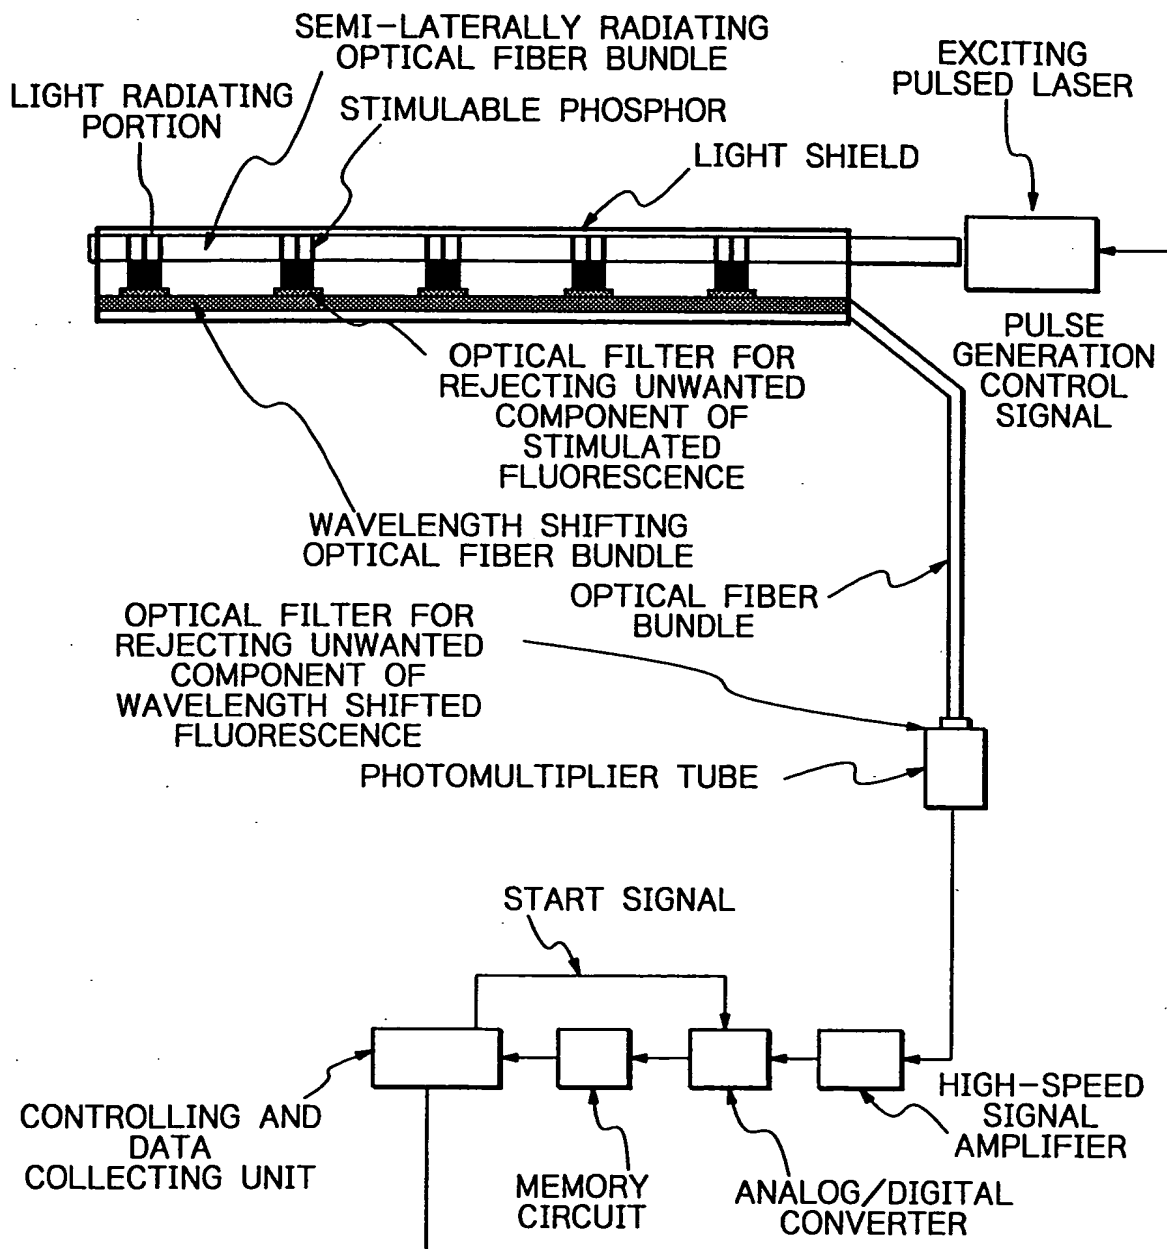 SEMI-LATERALLY RADIATING
OPTICAL FIBER BUNDLE
EXCITING
PULSED LASER
LIGHT RADIATING
PORTION
STIMULABLE PHOSPHOR
LIGHT SHIELD
PULSE
GENERATION
CONTROL
SIGNAL
OPTICAL FILTER FOR
REJECTING UNWANTED
COMPONENT OF
STIMULATED
FLUORESCENCE
WAVELENGTH SHIFTING
OPTICAL FIBER BUNDLE
OPTICAL FIBER
BUNDLE
OPTICAL FILTER FOR
REJECTING UNWANTED
COMPONENT OF
WAVELENGTH SHIFTED
FLUORESCENCE
PHOTOMULTIPLIER TUBE
START SIGNAL
CONTROLLING AND
DATA
COLLECTING UNIT
MEMORY
CIRCUIT
ANALOG/DIGITAL
CONVERTER
HIGH-SPEED
SIGNAL
AMPLIFIER